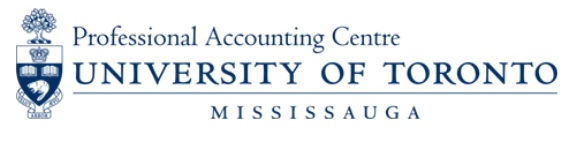 Professional Accounting Centre
UNIVERSITY OF TORONTO
MISSISSAUGA